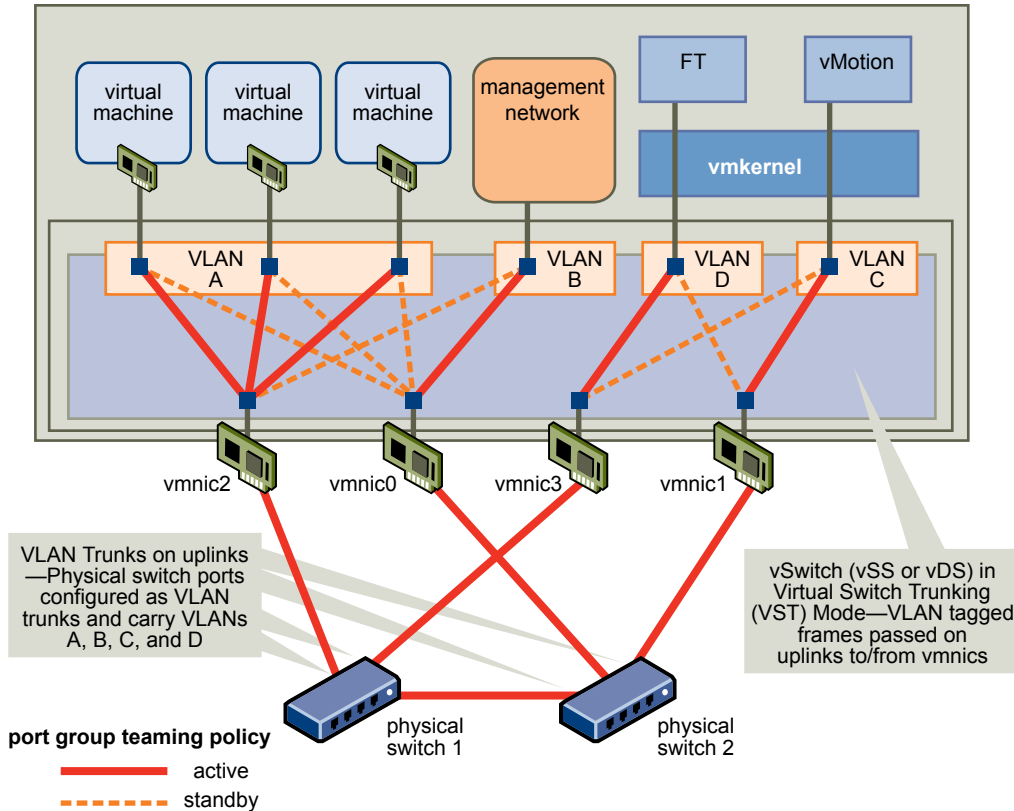 FT
vMotion
virtual
machine
virtual
machine
virtual
machine
management
network
vmkernel
VLAN
A
VLAN
B
VLAN
D
VLAN
C
vmnic2
vmnic0
vmnic3
vmnic1
VLAN Trunks on uplinks
—Physical switch ports
configured as VLAN
trunks and carry VLANs
A, B, C, and D
vSwitch (vSS or vDS) in
Virtual Switch Trunking
(VST) Mode—VLAN tagged
frames passed on
uplinks to/from vmnics
physical
switch 1
physical
switch 2
port group teaming policy
active
standby